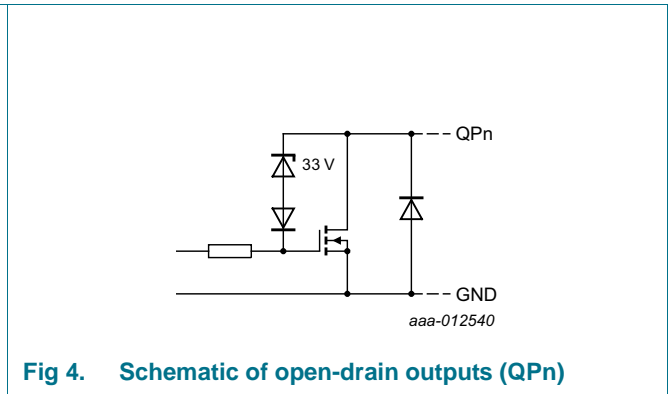 QPn
33 V
GND
aaa-012540
Fig 4. Schematic of open-drain outputs (QPn)